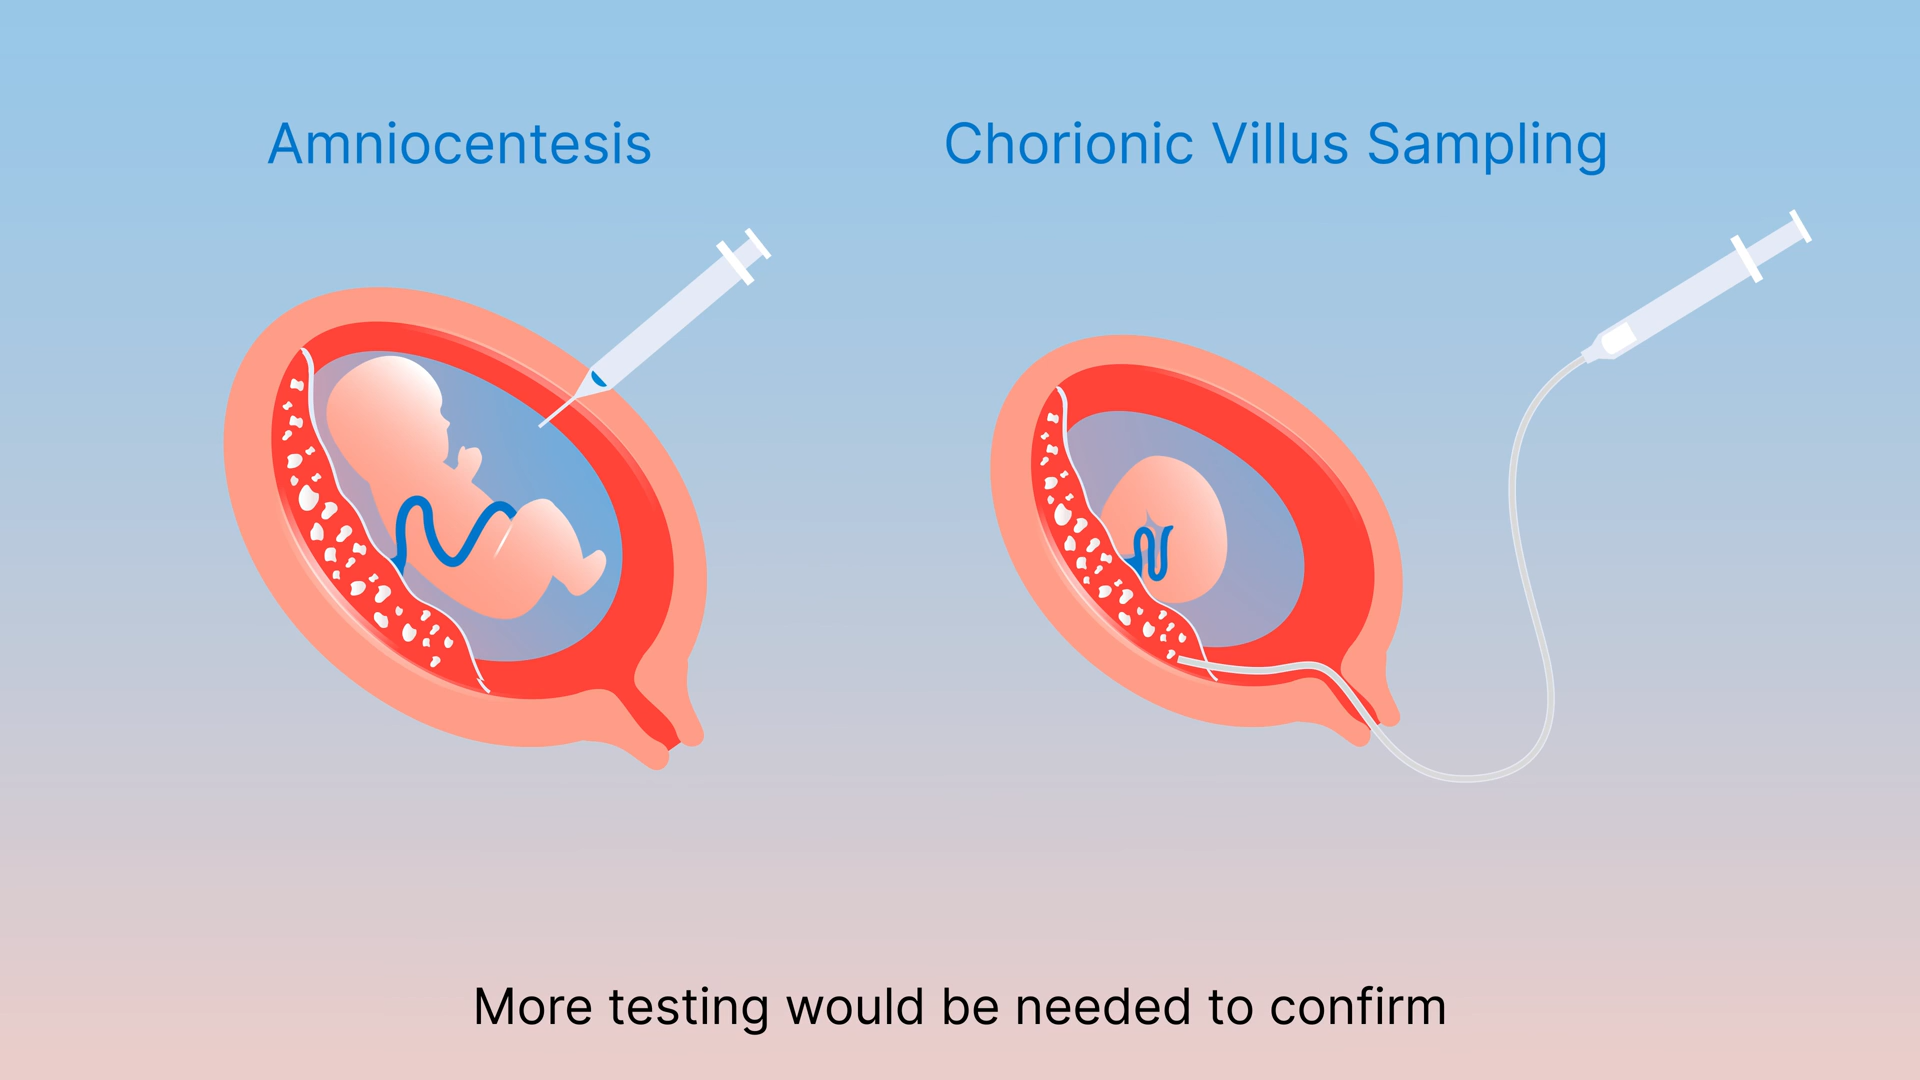 Amniocentesis
Chorionic Villus Sampling
More testing would be needed to confirm